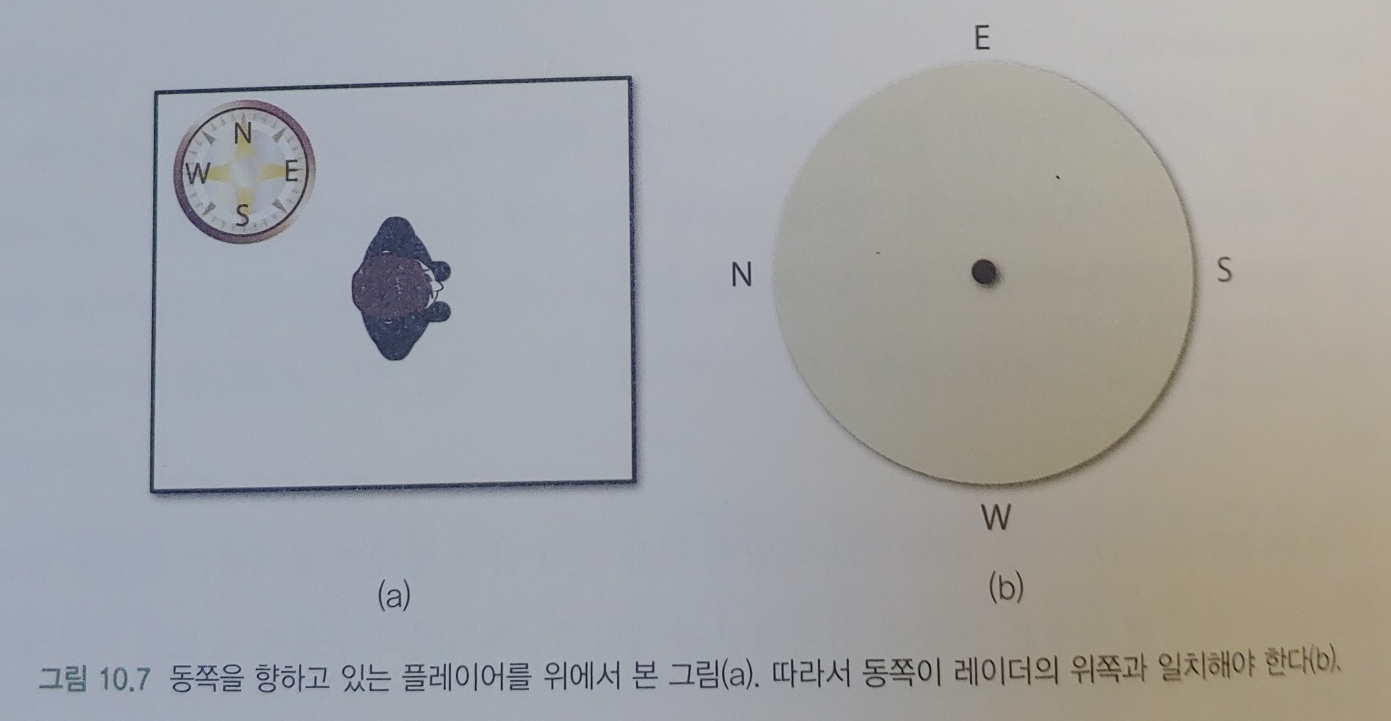 N
W E
S
E
N S
W
(a) (b)
그림 10.7 동쪽을 향하고 있는 플레이어를 위에서 본 그림(a). 따라서 동쪽이 레이더의 위쪽과 일치해야 한다(b).